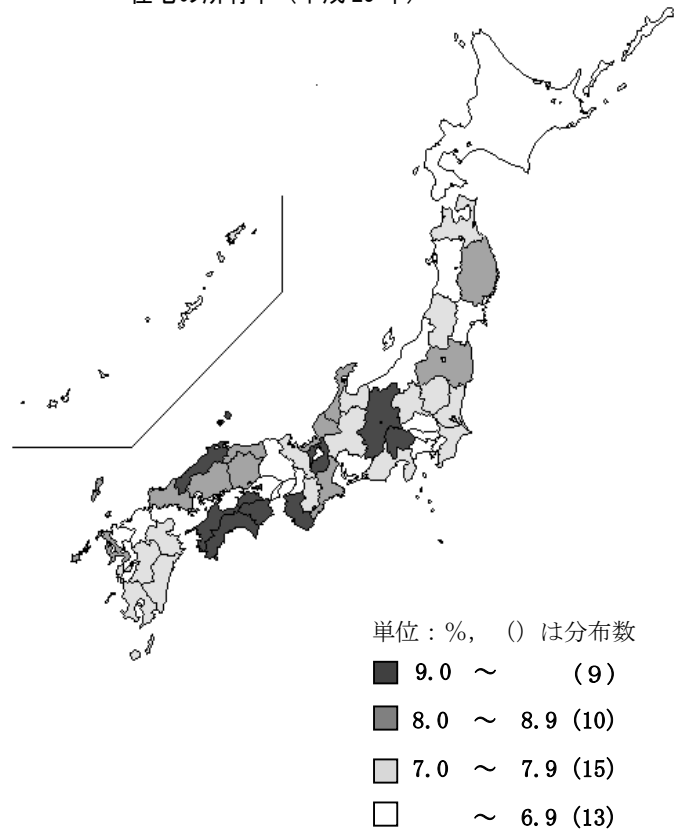 単位：%， （）は分布数
9.0 ～ (9)
8.0 ～ 8.9 (10)
7.0 ～ 7.9 (15)
～ 6.9 (13)